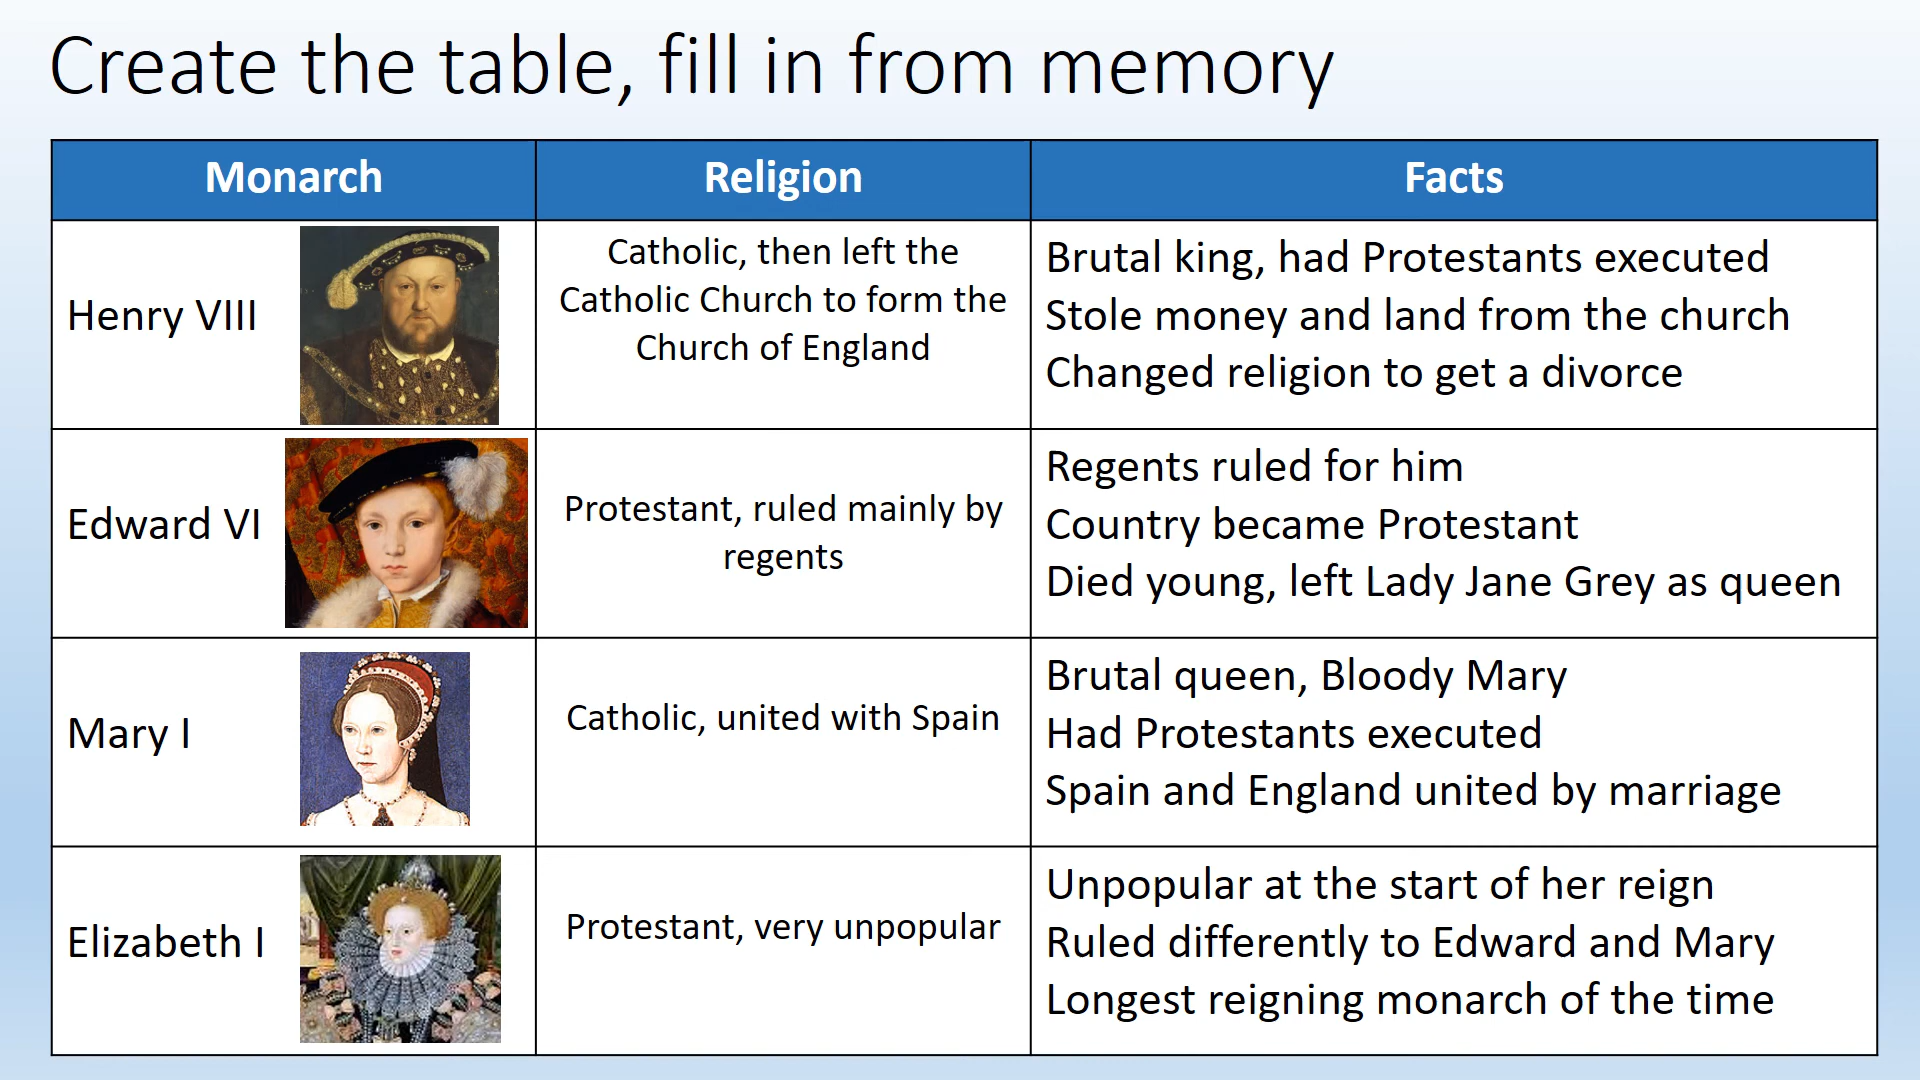 Create the table, fill in from memory
Monarch
Religion
Facts
Henry VIII
Catholic, then left the
Catholic Church to form the
Church of England
Brutal king, had Protestants executed
Stole money and land from the church
Changed religion to get a divorce
Edward VI
Protestant, ruled mainly by
regents
Regents ruled for him
Country became Protestant
Died young, left Lady Jane Grey as queen
Mary I
Catholic, united with Spain
Brutal queen, Bloody Mary
Had Protestants executed
Spain and England united by marriage
Elizabeth I
Protestant, very unpopular
Unpopular at the start of her reign
Ruled differently to Edward and Mary
Longest reigning monarch of the time